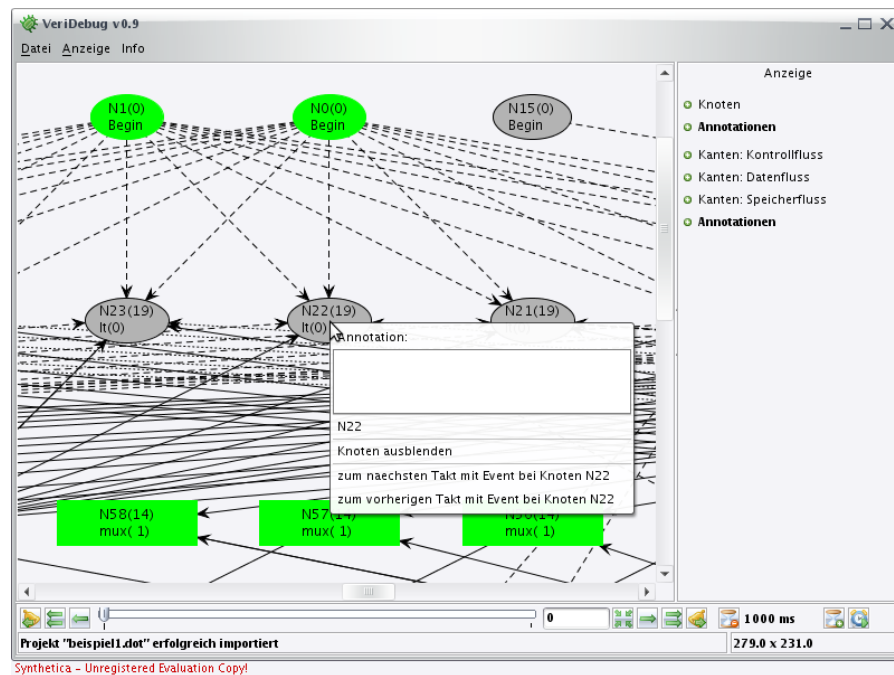 VeriDebug v0.9
Datei Anzeige Info
Anzeige
N1(0)
Begin
N0(0)
Begin
N15(0)
Begin
Knoten
Annotationen
Kanten: Kontrollfluss
Kanten: Datenfluss
Kanten: Speicherfluss
Annotationen
N23(19)
lt(0)
N22(19)
lt(0)
N21(19)
Annotation:
N22
Knoten ausblenden
zum naechsten Takt mit Event bei Knoten N22
zum vorherigen Takt mit Event bei Knoten N22
N58(14)
mux( 1)
N57(14)
mux( 1)
mux( 1)
0
1000 ms
Projekt "beispiel1.dot" erfolgreich importiert
279.0 x 231.0
Synthetica - Unregistered Evaluation Copy!